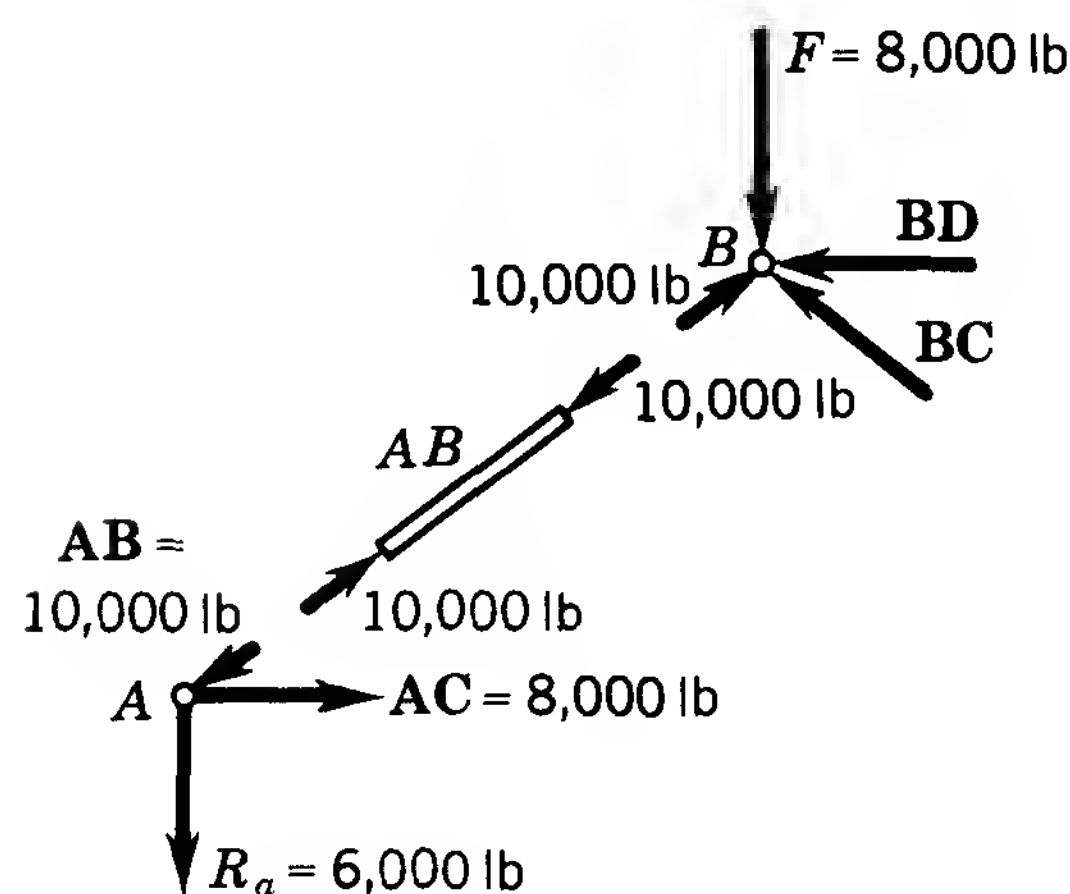 F = 8,000 lb
BD
B
10,000 lb
BC
10,000 lb
AB
AB =
10,000 lb
10,000 lb
A
AC = 8,000 lb
Ra = 6,000 lb